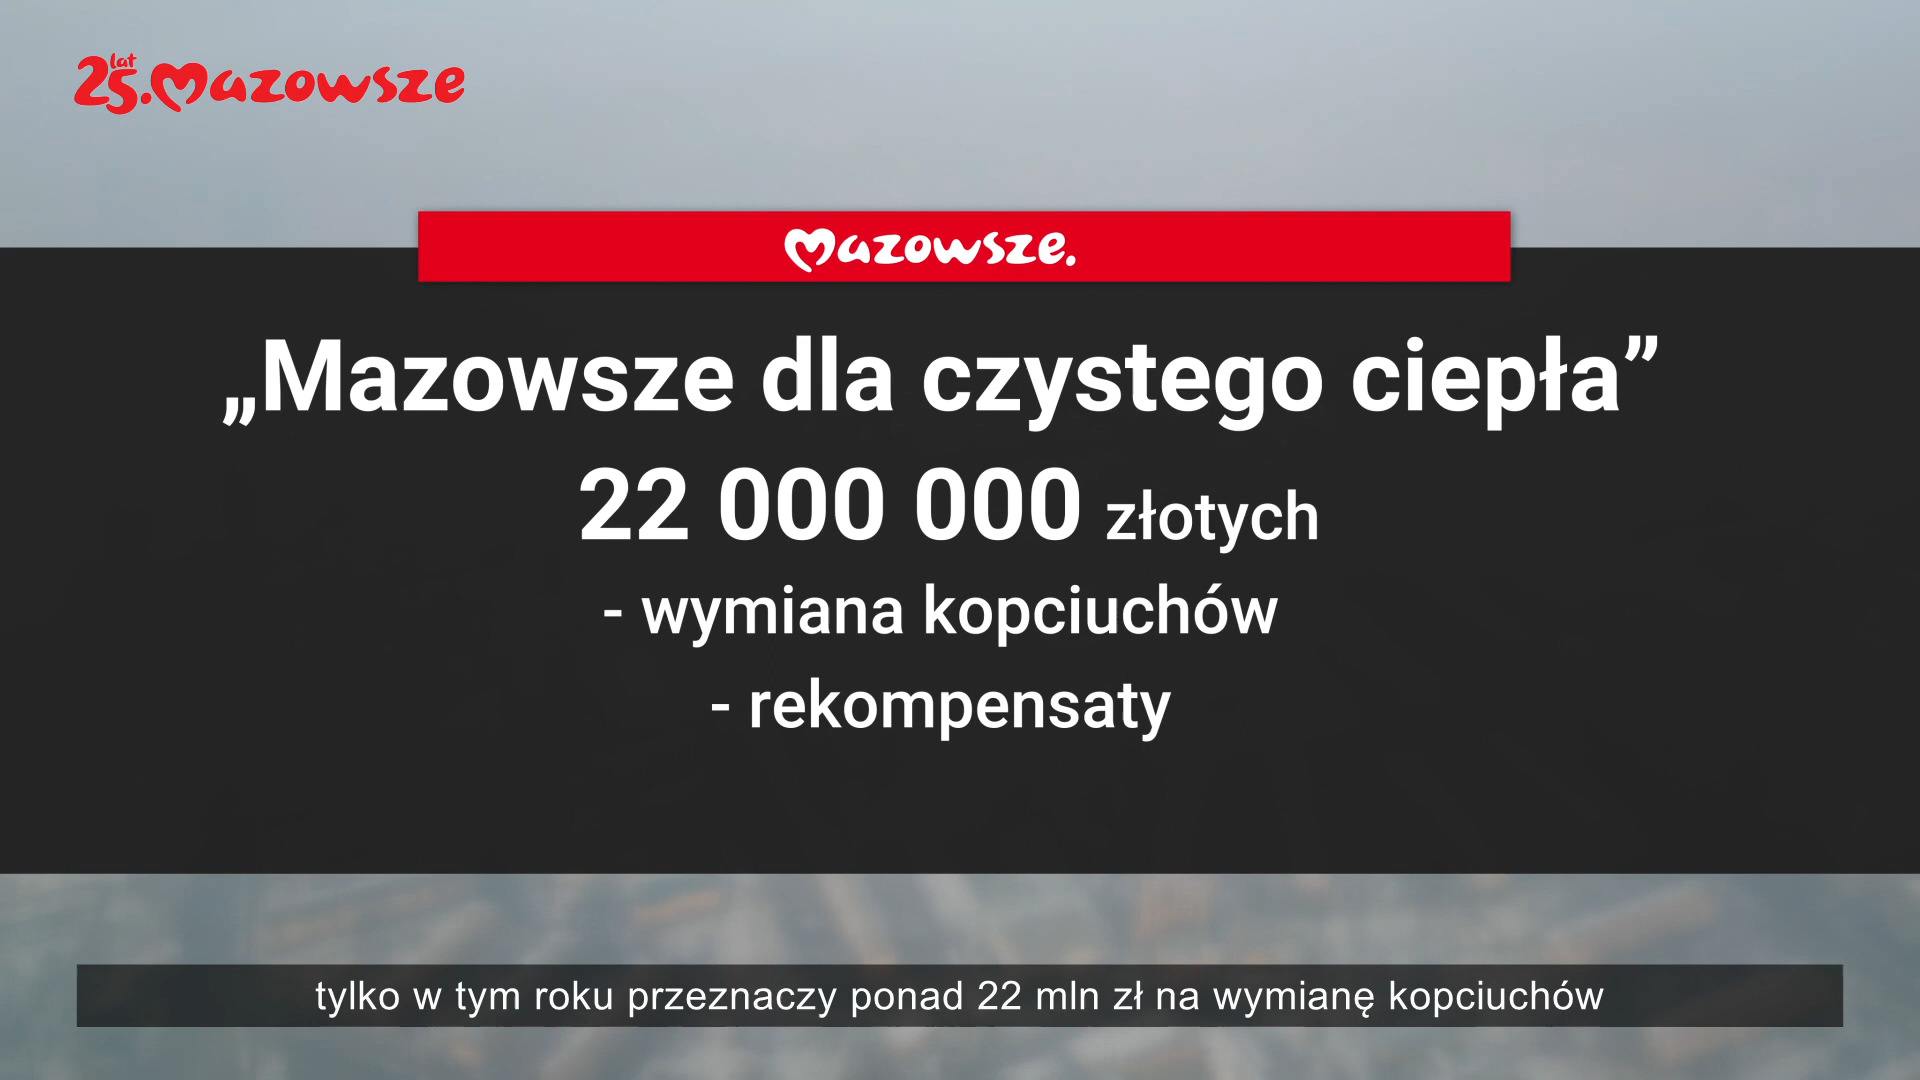 25 lat. Mazowsze
Mazowsze.
„Mazowsze dla czystego ciepła”
22 000 000 złotych
- wymiana kopciuchów
- rekompensaty
tylko w tym roku przeznaczy ponad 22 mln zł na wymianę kopciuchów